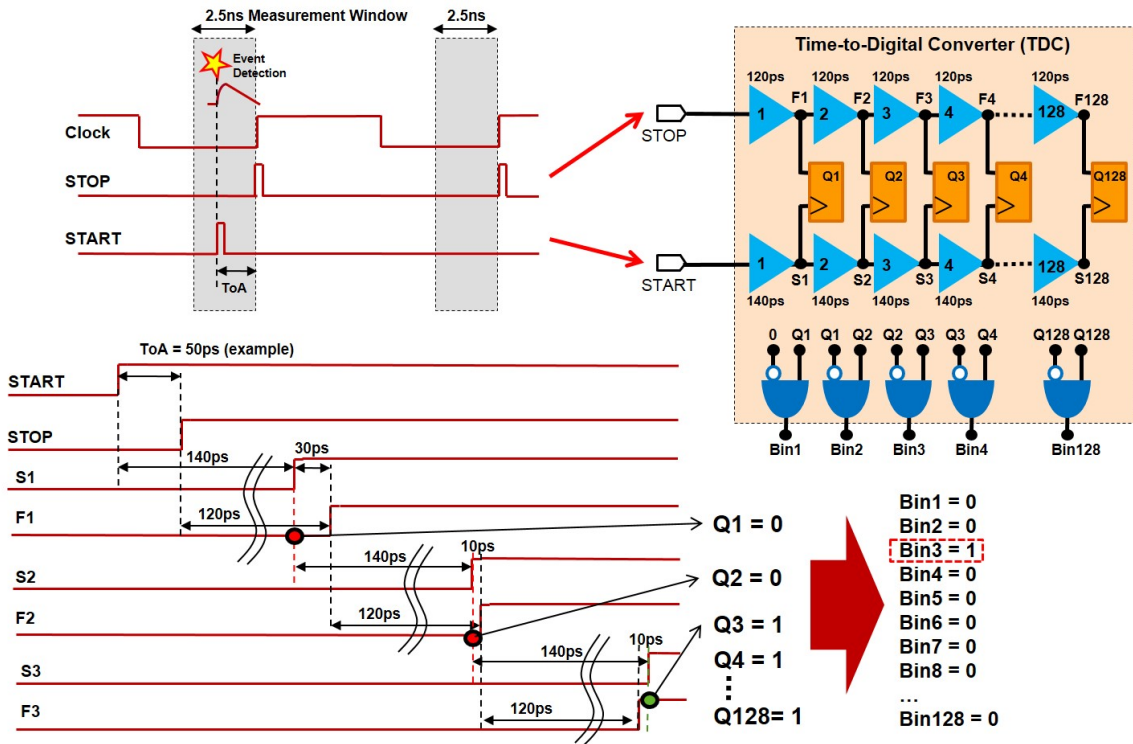 2.5ns Measurement Window
2.5ns
Event
Detection
Clock
STOP
START
ToA
STOP
START
Time-to-Digital Converter (TDC)
120ps 120ps 120ps 120ps 120ps
F1 F2 F3 F4 F128
1 2 3 4 128
Q1 Q2 Q3 Q4 Q128
1 2 3 4 128
S1 S2 S3 S4 S128
140ps 140ps 140ps 140ps 140ps
0 Q1 Q1 Q2 Q2 Q3 Q3 Q4 Q128 Q128
Bin1 Bin2 Bin3 Bin4 Bin128
ToA = 50ps (example)
START
STOP
140ps 30ps
S1
120ps
F1
140ps 10ps
S2
F2
120ps
140ps 10ps
S3
120ps
F3
Q1 = 0
Q2 = 0
Q3 = 1
Q4 = 1
Q128= 1
Bin1 = 0
Bin2 = 0
Bin3 = 1
Bin4 = 0
Bin5 = 0
Bin6 = 0
Bin7 = 0
Bin8 = 0
...
Bin128 = 0